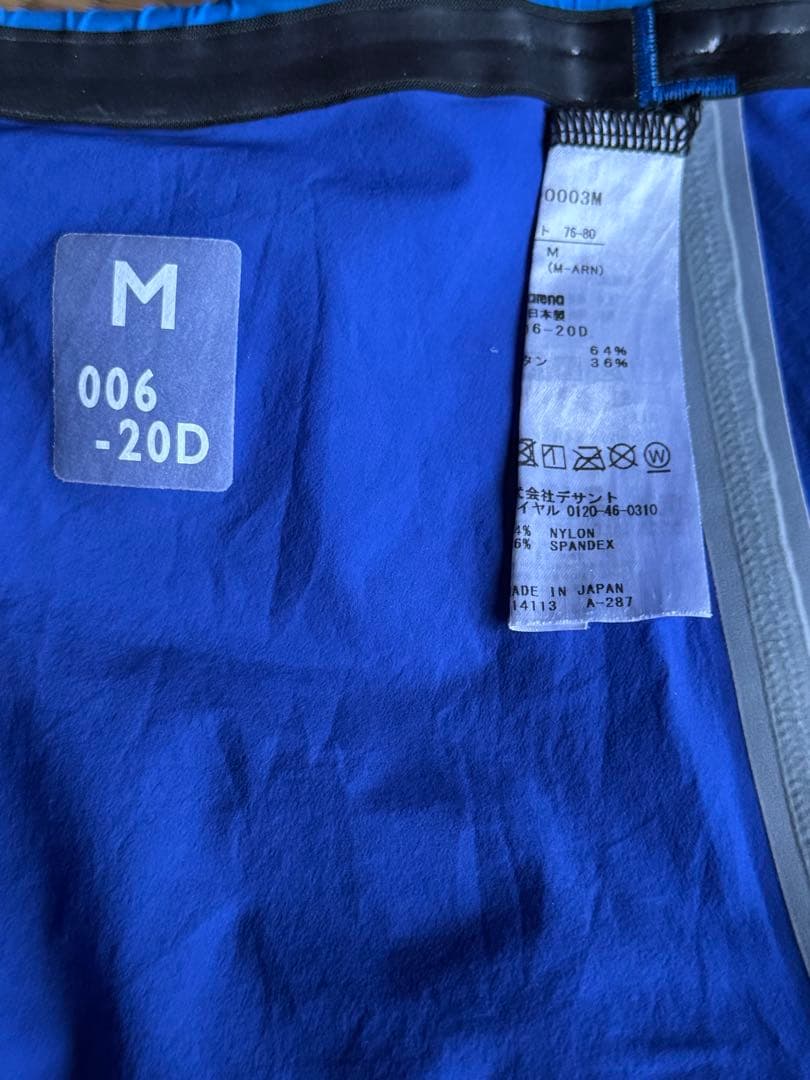 M
006
-20D
0003M
ト 76-80
M
(M-ARN)
arena
日本製
16-20D
64%
タン 36%
W
式会社デサント
イヤル 0120-46-0310
4% NYLON
6% SPANDEX
ADE IN JAPAN
14113 A-287